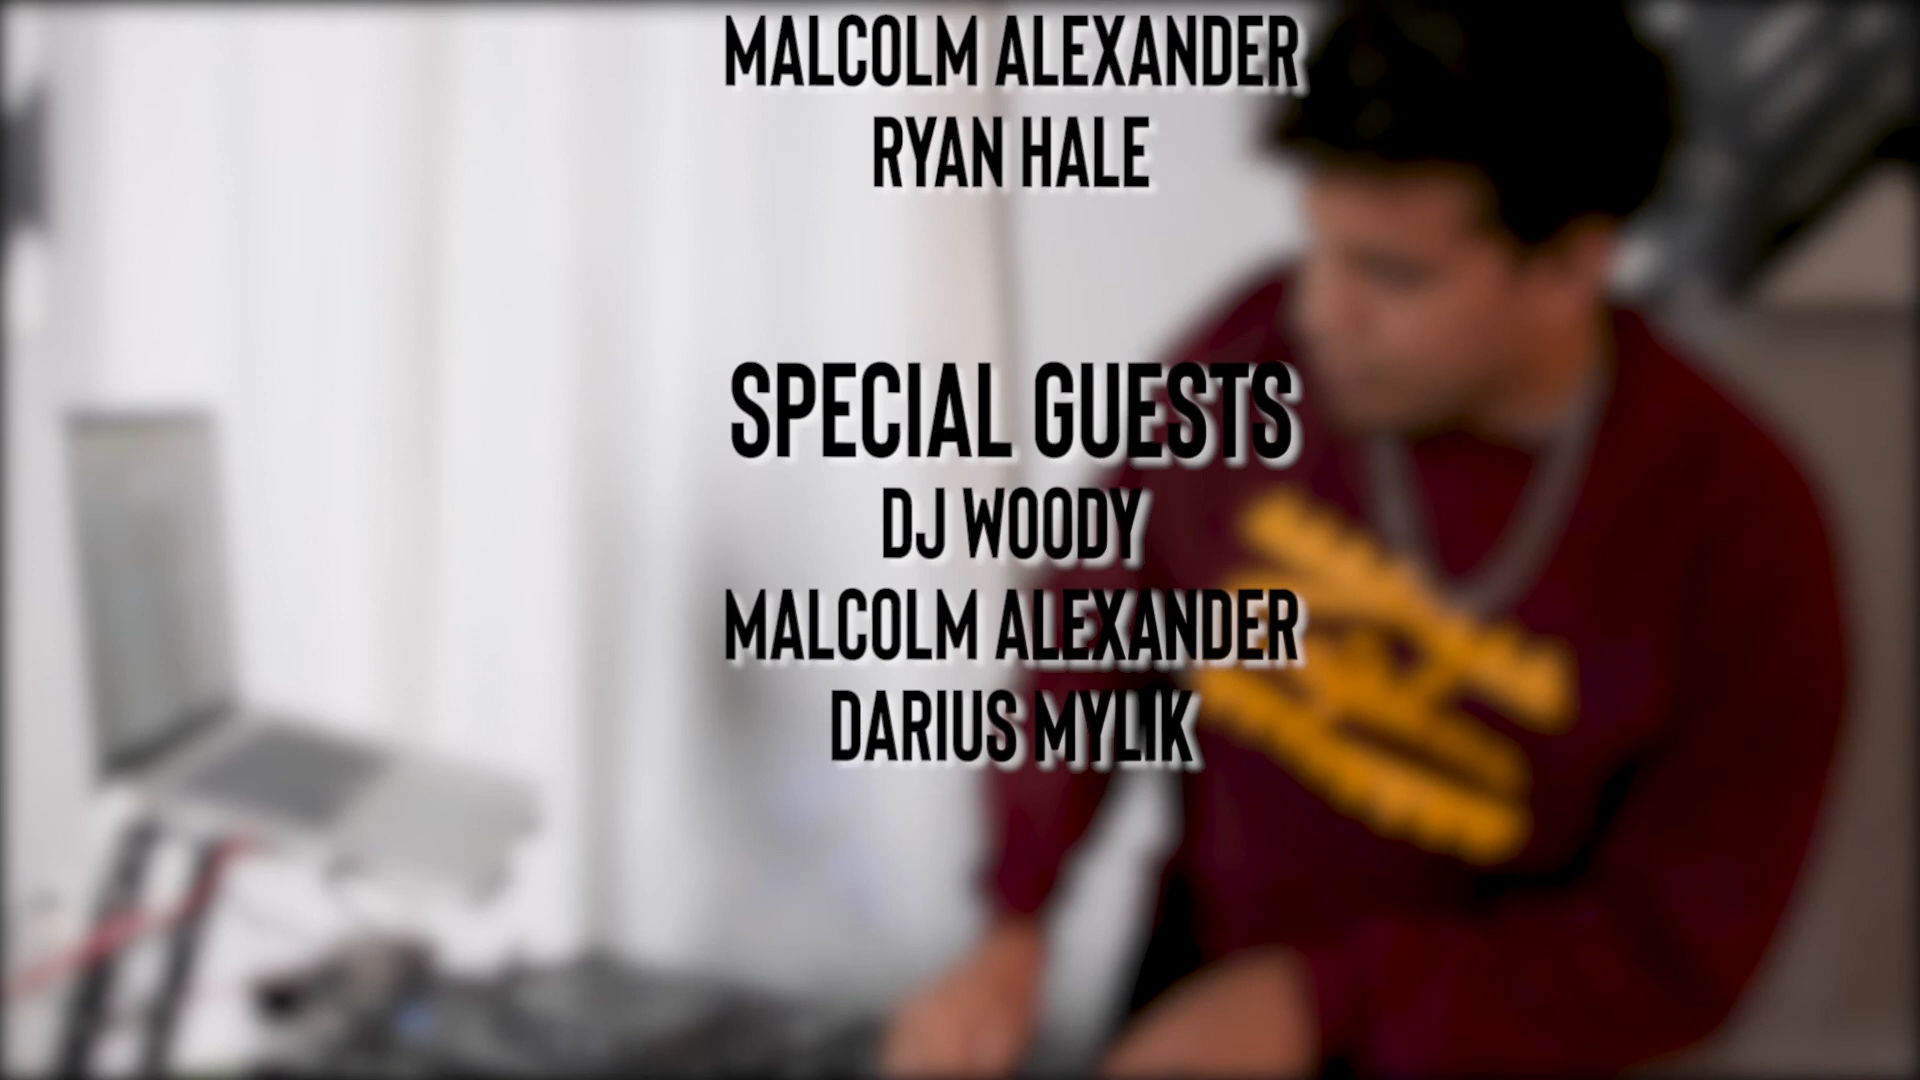 MALCOLM ALEXANDER
RYAN HALE
SPECIAL GUESTS
DJ WOODY
MALCOLM ALEXANDER
DARIUS MYLIK